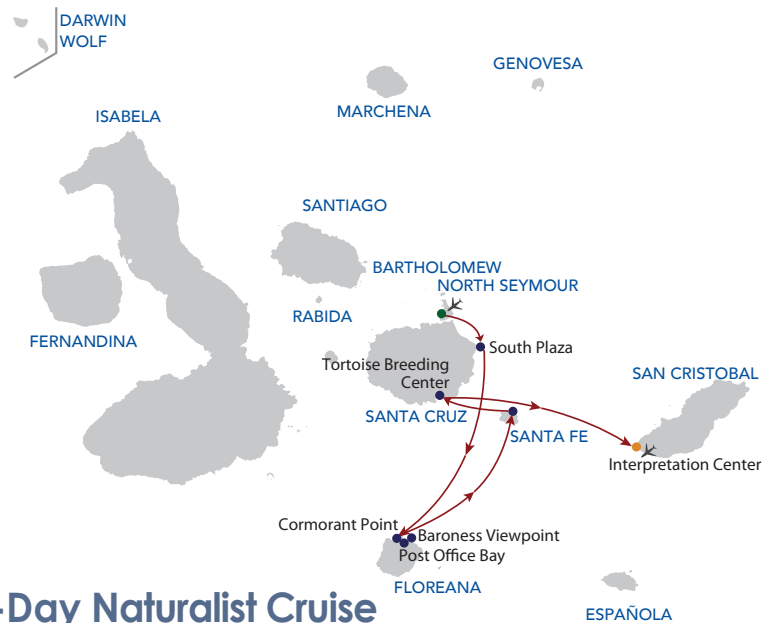 DARWIN
WOLF
GENOVESA
MARCHENA
ISABELA
SANTIAGO
BARTHOLOMEW
NORTH SEYMOUR
RABIDA
FERNANDINA
South Plaza
Tortoise Breeding
Center
SAN CRISTOBAL
SANTA CRUZ
SANTA FE
Interpretation Center
Cormorant Point
Baroness Viewpoint
Post Office Bay
FLOREANA
-Day Naturalist Cruise
ESPAÑOLA